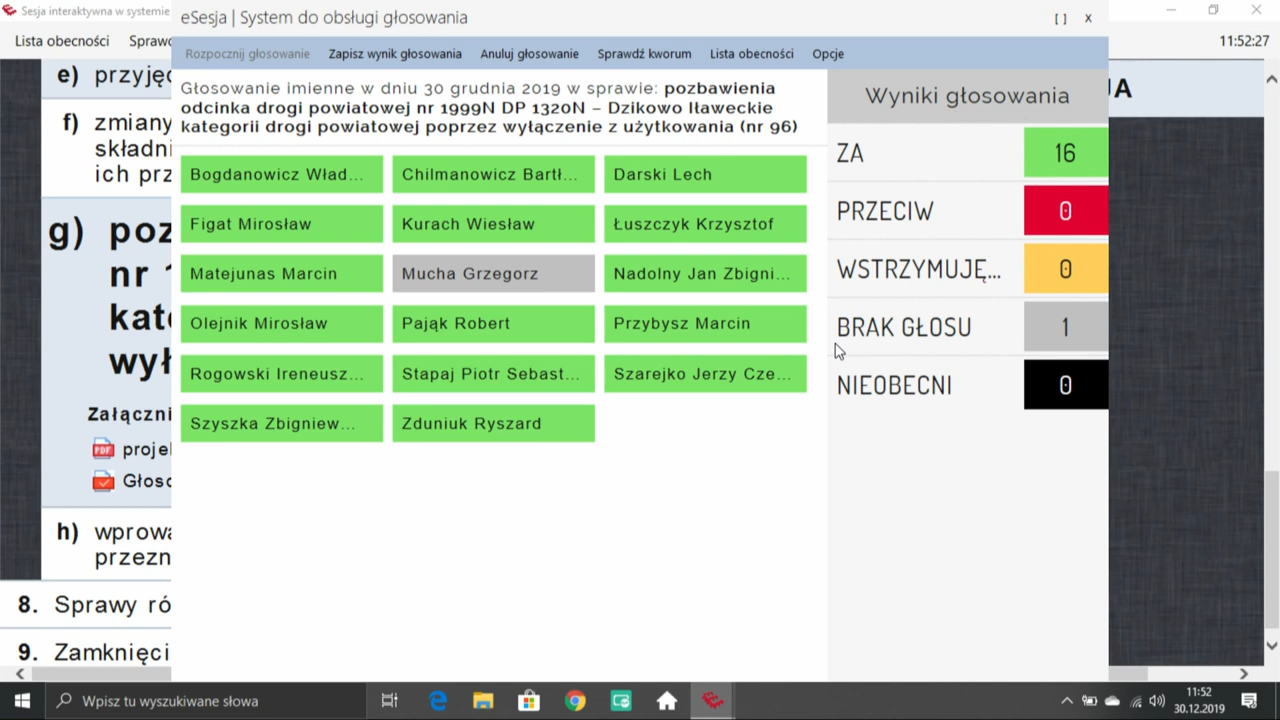 Sesja interaktywna w systemie
eSesja | System do obsługi głosowania
[ ] x
Lista obecności Spraw
Rozpocznij głosowanie Zapisz wynik głosowania Anuluj głosowanie Sprawdź kworum Lista obecności Opcje
11:52:27
e) przyję
f) zmiany
składni
ich prz
g) poz
nr 1
kat
wył
Załączni
projek
Głoso
h) wprowa
przezn
8. Sprawy ró
9. Zamknięci
Głosowanie imienne w dniu 30 grudnia 2019 w sprawie: pozbawienia
odcinka drogi powiatowej nr 1999N DP 1320N – Dzikowo Iławeckie
kategorii drogi powiatowej poprzez wyłączenie z użytkowania (nr 96)
Bogdanowicz Wład... Chilmanowicz Bartł... Darski Lech
Figat Mirosław Kurach Wiesław Łuszczyk Krzysztof
Matejunas Marcin Mucha Grzegorz Nadolny Jan Zbigni...
Olejnik Mirosław Pająk Robert Przybysz Marcin
Rogowski Ireneusz... Stapaj Piotr Sebast... Szarejko Jerzy Cze...
Szyszka Zbigniew... Zduniuk Ryszard
Wyniki głosowania
ZA 16
PRZECIW 0
WSTRZYMUJĘ... 0
BRAK GŁOSU 1
NIEOBECNI 0
A
Wpisz tu wyszukiwane słowa
11:52
30.12.2019